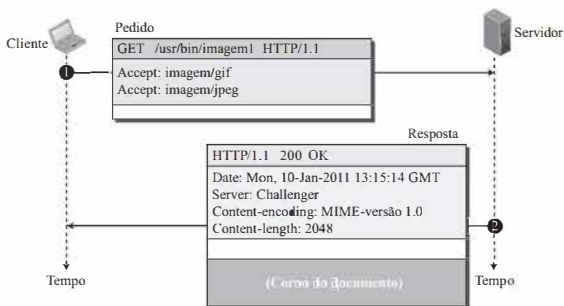 Pedido
Cliente
Servidor
GET /usr/bin/imagem1 HTTP/1.1
1
Accept: imagem/gif
Accept: imagem/jpeg
Resposta
HTTP/1.1 200 OK
Date: Mon, 10-Jan-2011 13:15:14 GMT
Server: Challenger
Content-encoding: MIME-versão 1.0
2
Content-length: 2048
Tempo
(Corpo do documento)
Tempo